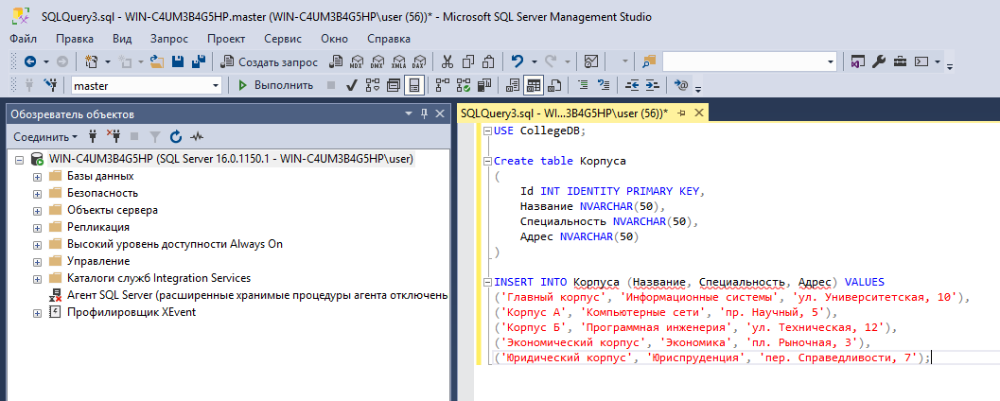 SQLQuery3.sql - WIN-C4UM3B4G5HP.master (WIN-C4UM3B4G5HP\user (56))* - Microsoft SQL Server Management Studio
Файл Правка Вид Запрос Проект Сервис Окно Справка
Создать запрос MDX DMX XMLA DAX
master Выполнить
Обозреватель объектов
Соединить
WIN-C4UM3B4G5HP (SQL Server 16.0.1150.1 - WIN-C4UM3B4G5HP\user)
Базы данных
Безопасность
Объекты сервера
Репликация
Высокий уровень доступности Always On
Управление
Каталоги служб Integration Services
Агент SQL Server (расширенные хранимые процедуры агента отключень
Профилировщик XEvent
SQLQuery3.sql - WI...3B4G5HP\user (56))*
USE CollegeDB;
Create table Корпуса
(
Id INT IDENTITY PRIMARY KEY,
Название NVARCHAR(50),
Специальность NVARCHAR(50),
Адрес NVARCHAR(50)
)
INSERT INTO Корпуса (Название, Специальность, Адрес) VALUES
('Главный корпус', 'Информационные системы', 'ул. Университетская, 10'),
('Корпус А', 'Компьютерные сети', 'пр. Научный, 5'),
('Корпус Б', 'Программная инженерия', 'ул. Техническая, 12'),
('Экономический корпус', 'Экономика', 'пл. Рыночная, 3'),
('Юридический корпус', 'Юриспруденция', 'пер. Справедливости, 7');